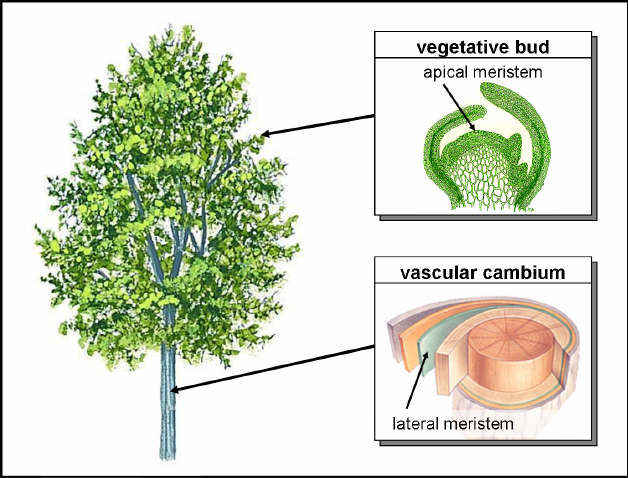 vegetative bud
apical meristem
vascular cambium
lateral meristem